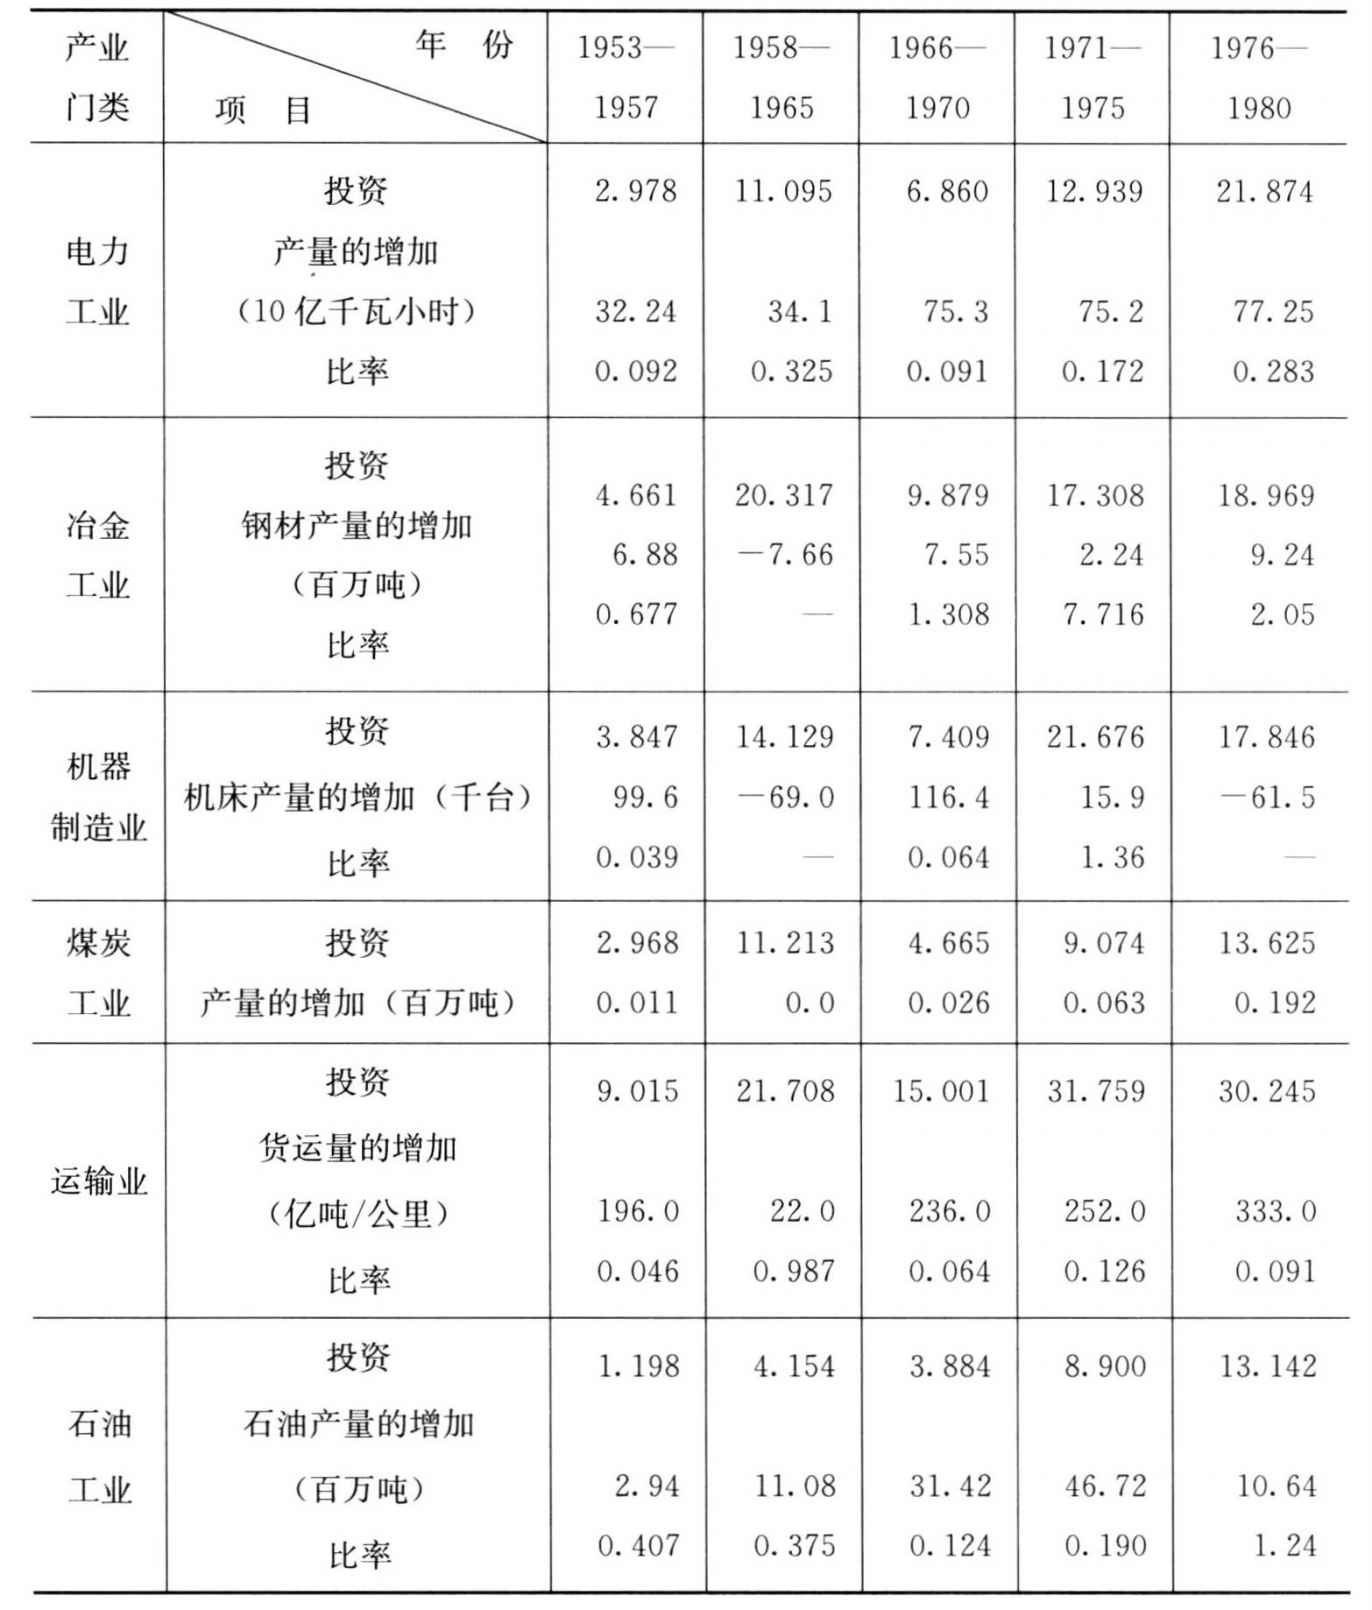 产业 年 份 1953— 1958— 1966— 1971— 1976—
门类 项 目 1957 1965 1970 1975 1980
投资 2.978 11.095 6.860 12.939 21.874
电力 产量的增加
工业 （10亿千瓦小时） 32.24 34.1 75.3 75.2 77.25
比率 0.092 0.325 0.091 0.172 0.283
投资
4.661 20.317 9.879 17.308 18.969
冶金 钢材产量的增加
6.88 —7.66 7.55 2.24 9.24
工业 （百万吨）
0.677 — 1.308 7.716 2.05
比率
投资 3.847 14.129 7.409 21.676 17.846
机器
机床产量的增加（千台） 99.6 —69.0 116.4 15.9 —61.5
制造业
比率 0.039 — 0.064 1.36 —
煤炭 投资 2.968 11.213 4.665 9.074 13.625
工业 产量的增加（百万吨） 0.011 0.0 0.026 0.063 0.192
投资 9.015 21.708 15.001 31.759 30.245
货运量的增加
运输业
（亿吨/公里） 196.0 22.0 236.0 252.0 333.0
比率 0.046 0.987 0.064 0.126 0.091
投资 1.198 4.154 3.884 8.900 13.142
石油 石油产量的增加
工业 （百万吨） 2.94 11.08 31.42 46.72 10.64
比率 0.407 0.375 0.124 0.190 1.24